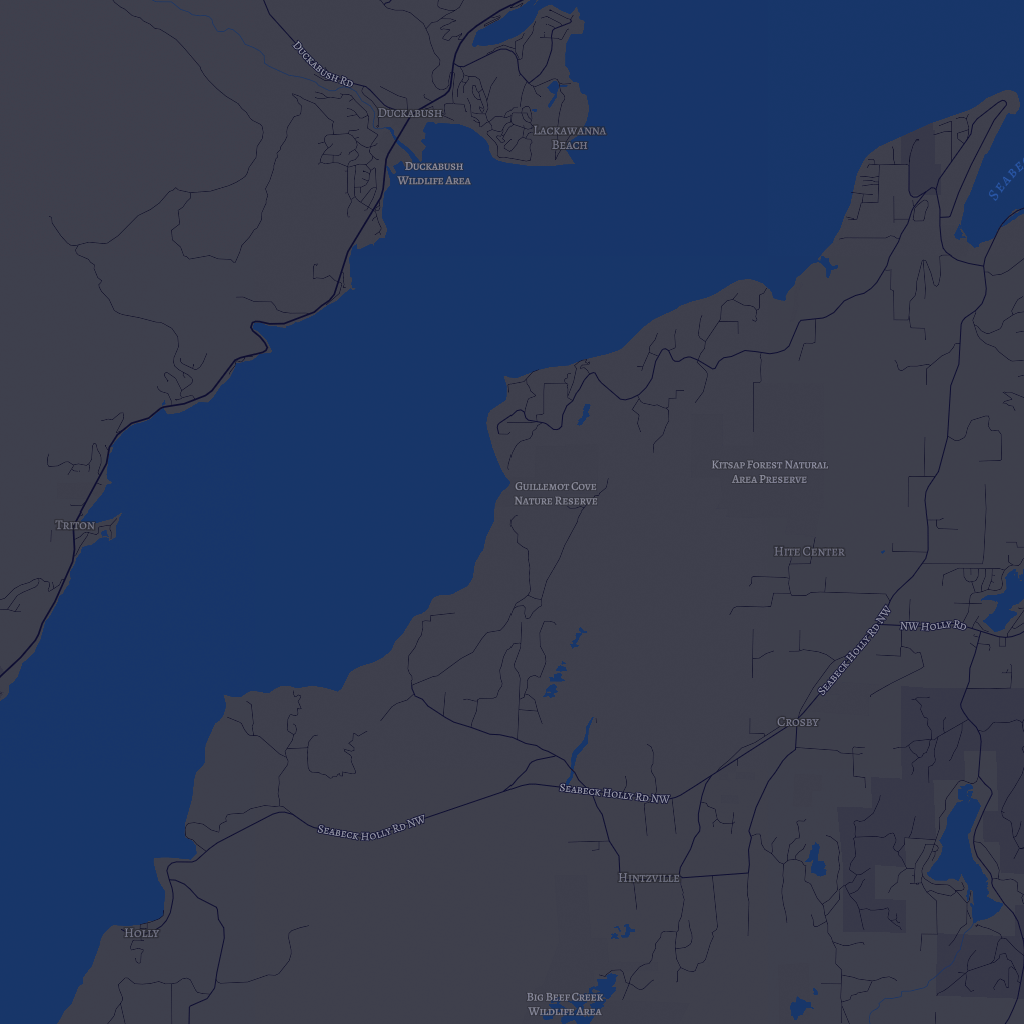 Duckabush Rd
Duckabush
Lackawanna
Beach
Duckabush
Wildlife Area
Kitsap Forest Natural
Area Preserve
Guillemot Cove
Nature Reserve
Triton
Hite Center
NW Holly Rd
Seabeck Holly Rd NW
Crosby
Seabeck Holly Rd NW
Seabeck Holly Rd NW
Hintzville
Holly
Big Beef Creek
Wildlife Area